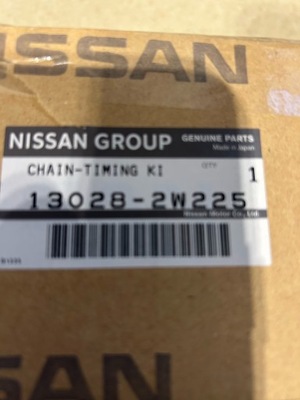 NISSAN
NISSAN GROUP GENUINE PARTS
Made in Japan
CHAIN-TIMING KI QTY 1
13028-2W225
Nissan Motor Co., Ltd.
SAN